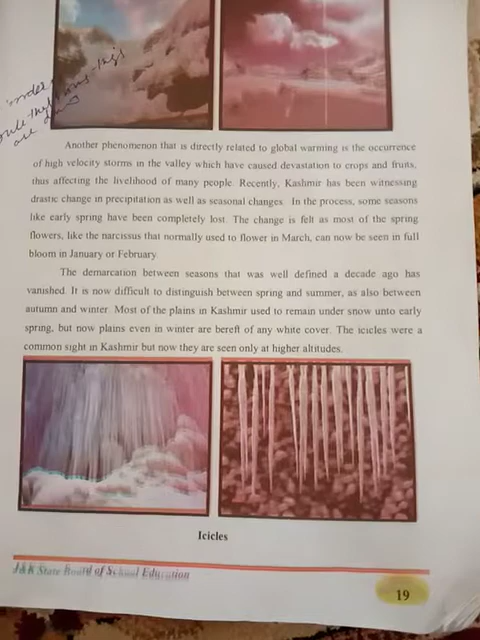 Another phenomenon that is directly related to global warming is the occurrence
of high velocity storms in the valley which have caused devastation to crops and fruits,
thus affecting the livelihood of many people. Recently, Kashmir has been witnessing
drastic change in precipitation as well as seasonal changes. In the process, some seasons
like early spring have been completely lost. The change is felt as most of the spring
flowers, like the narcissus that normally used to flower in March, can now be seen in full
bloom in January or February.
The demarcation between seasons that was well defined a decade ago has
vanished. It is now difficult to distinguish between spring and summer, as also between
autumn and winter. Most of the plains in Kashmir used to remain under snow unto early
spring, but now plains even in winter are bereft of any white cover. The icicles were a
common sight in Kashmir but now they are seen only at higher altitudes.
Icicles
J&K State Board of School Education
19